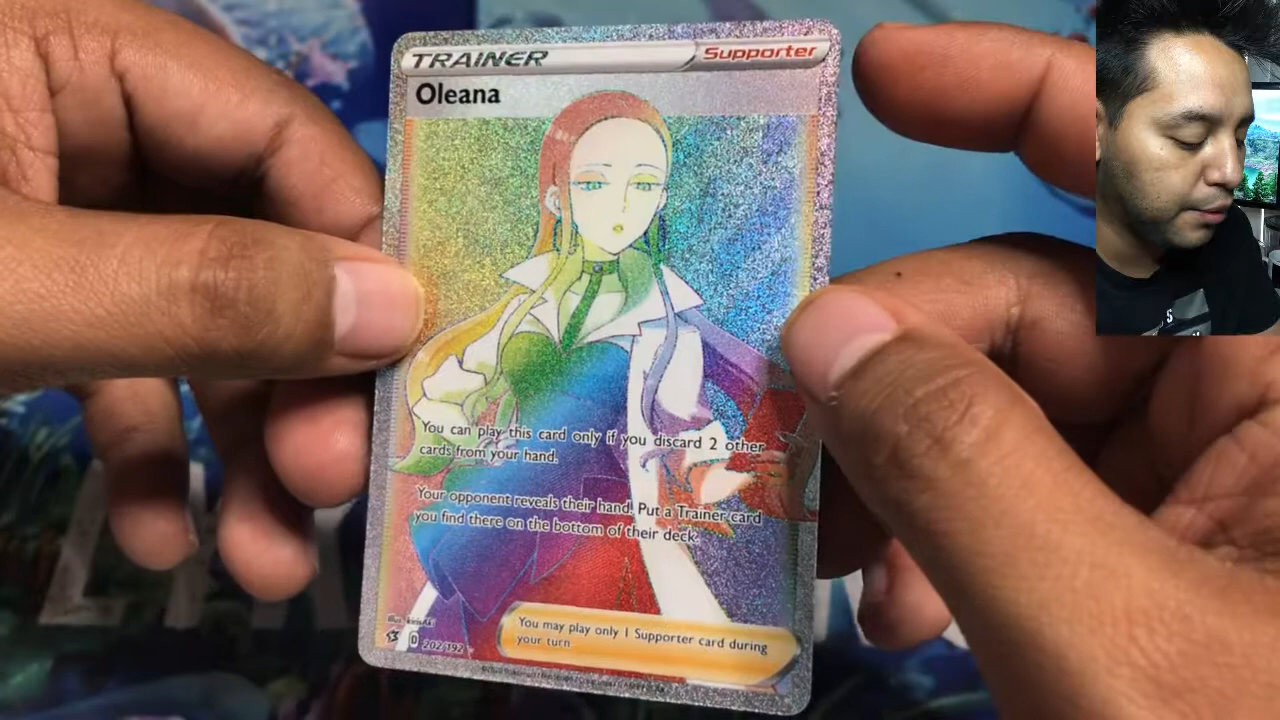 TRAINER
Supporter
Oleana
You can play this card only if you discard 2 other
cards from your hand.
Your opponent reveals their hand. Put a Trainer card
you find there on the bottom of their deck.
You may play only 1 Supporter card during
your turn.
Illus. kirisAki
D 202/192